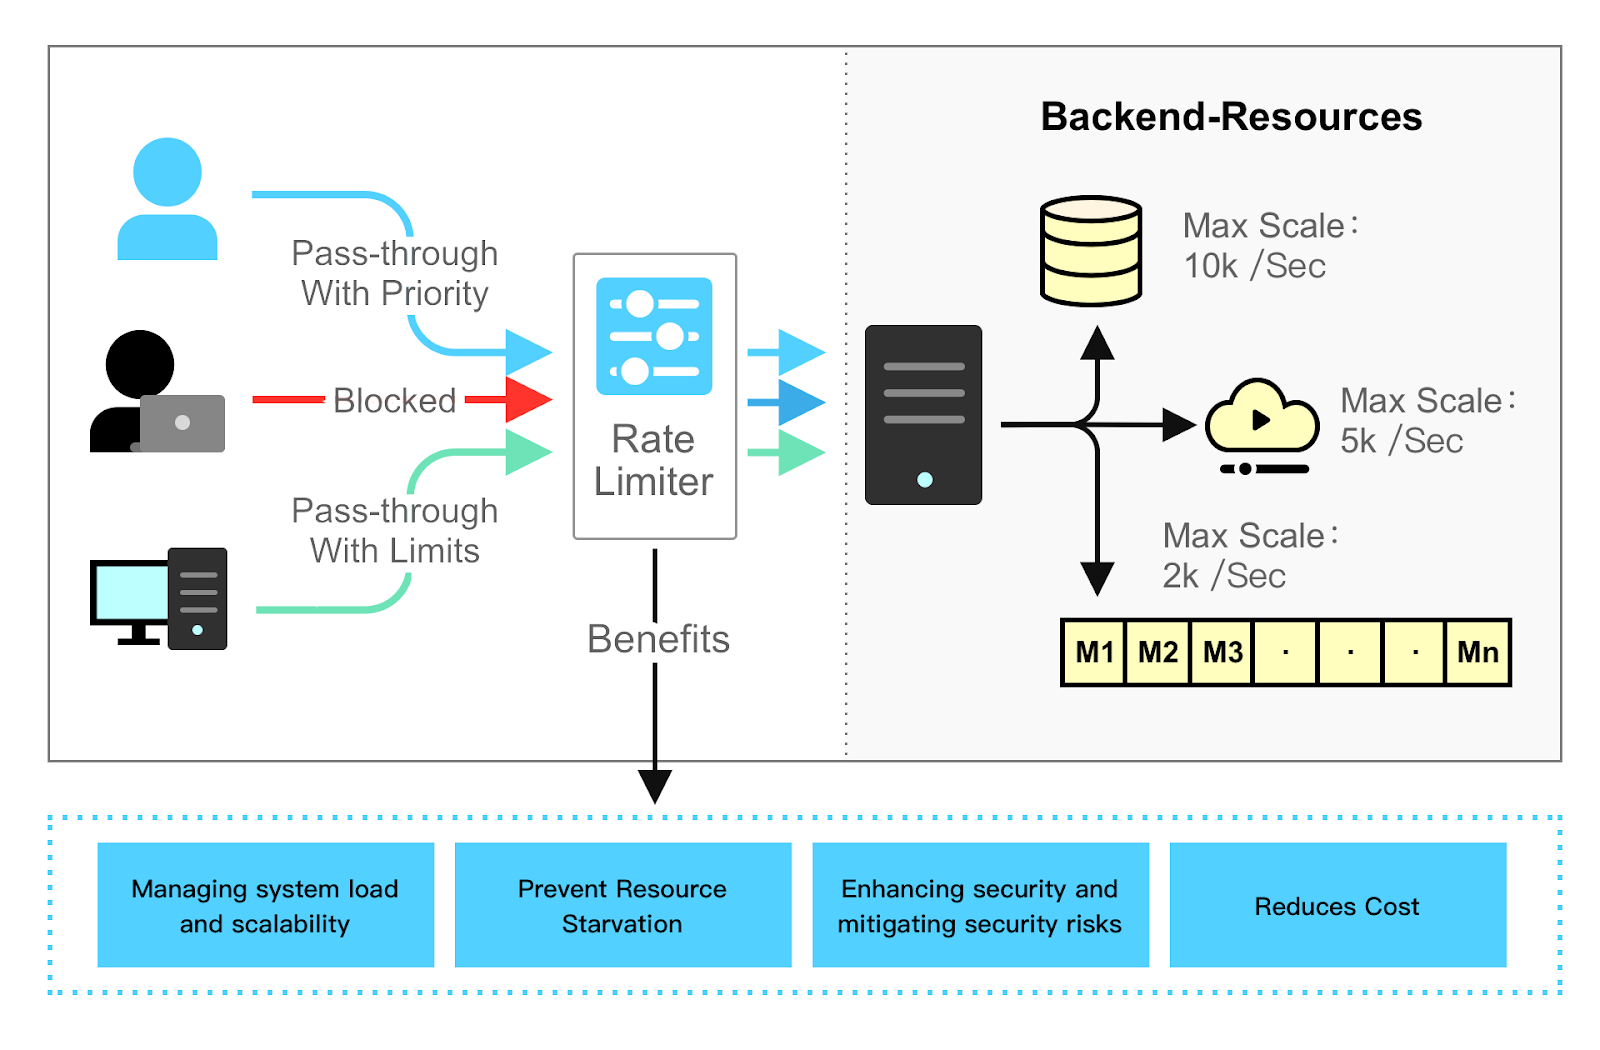 Backend-Resources
Pass-through
With Priority
Blocked
Pass-through
With Limits
Rate
Limiter
Benefits
Max Scale:
10k /Sec
Max Scale:
5k /Sec
Max Scale:
2k /Sec
M1 M2 M3 · · · Mn
Managing system load
and scalability
Prevent Resource
Starvation
Enhancing security and
mitigating security risks
Reduces Cost